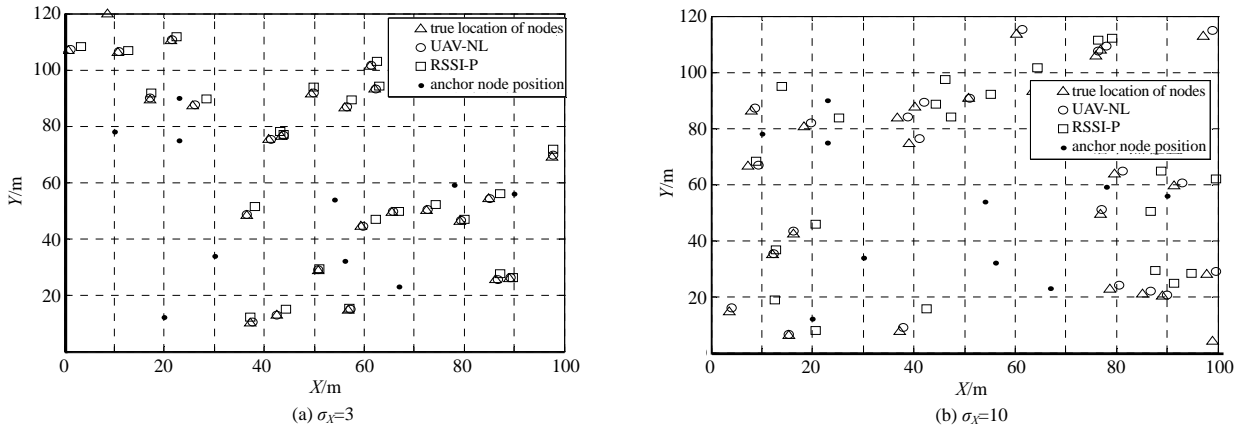 120
100
80
60
40
20
Y/m
true location of nodes
UAV-NL
RSSI-P
anchor node position
0 20 40 60 80 100
X/m
(a) σX=3
120
100
80
60
40
20
Y/m
true location of nodes
UAV-NL
RSSI-P
anchor node position
0 20 40 60 80 100
X/m
(b) σX=10